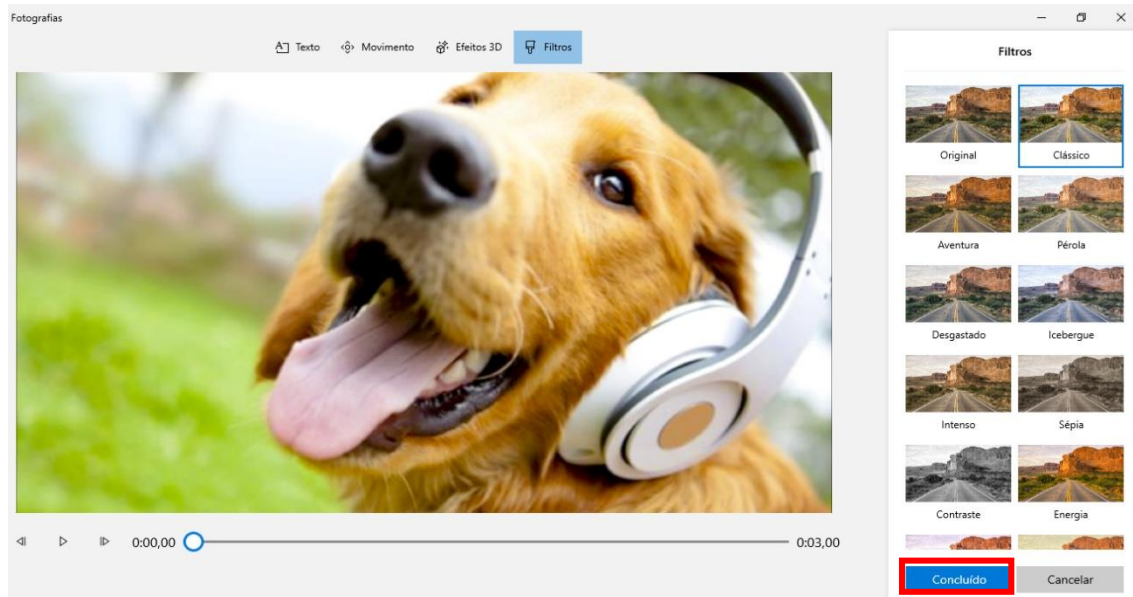 Fotografias
Texto Movimento Efeitos 3D Filtros
Filtros
Original Clássico
Aventura Pérola
Desgastado Icebergue
Intenso Sépia
Contraste Energia
0:00,00 0:03,00
Concluído Cancelar